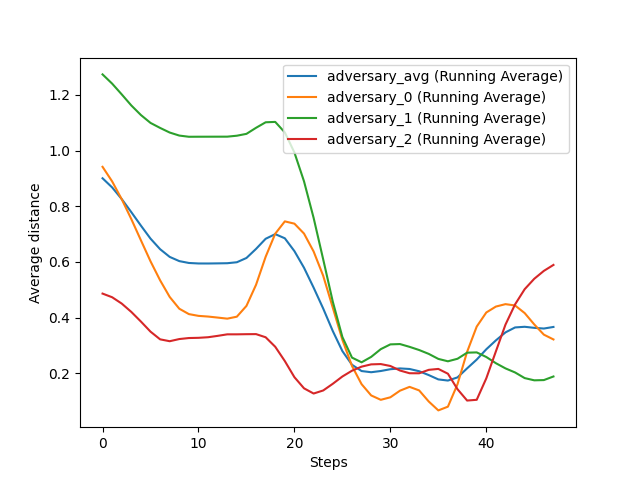 adversary_avg (Running Average)
adversary_0 (Running Average)
adversary_1 (Running Average)
adversary_2 (Running Average)
1.2
1.0
0.8
0.6
0.4
0.2
Average distance
0
10
20
30
40
Steps